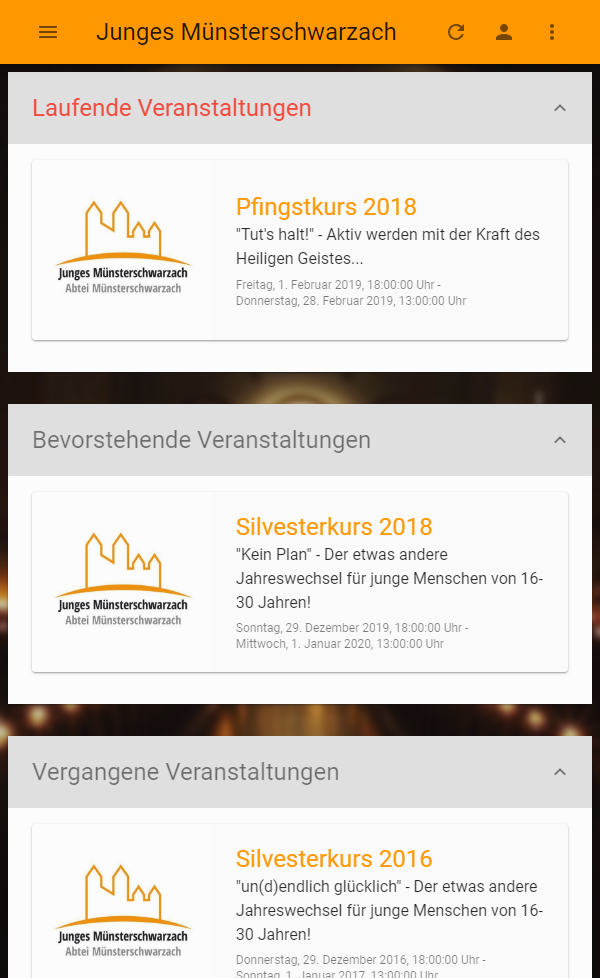 Junges Münsterschwarzach
Laufende Veranstaltungen
Junges Münsterschwarzach
Abtei Münsterschwarzach
Pfingstkurs 2018
"Tut's halt!" - Aktiv werden mit der Kraft des
Heiligen Geistes...
Freitag, 1. Februar 2019, 18:00:00 Uhr -
Donnerstag, 28. Februar 2019, 13:00:00 Uhr
Bevorstehende Veranstaltungen
Junges Münsterschwarzach
Abtei Münsterschwarzach
Silvesterkurs 2018
"Kein Plan" - Der etwas andere
Jahreswechsel für junge Menschen von 16-
30 Jahren!
Sonntag, 29. Dezember 2019, 18:00:00 Uhr -
Mittwoch, 1. Januar 2020, 13:00:00 Uhr
Vergangene Veranstaltungen
Junges Münsterschwarzach
Abtei Münsterschwarzach
Silvesterkurs 2016
"un(d)endlich glücklich" - Der etwas andere
Jahreswechsel für junge Menschen von 16-
30 Jahren!
Donnerstag, 29. Dezember 2016, 18:00:00 Uhr -
Sonntag, 1. Januar 2017, 13:00:00 Uhr